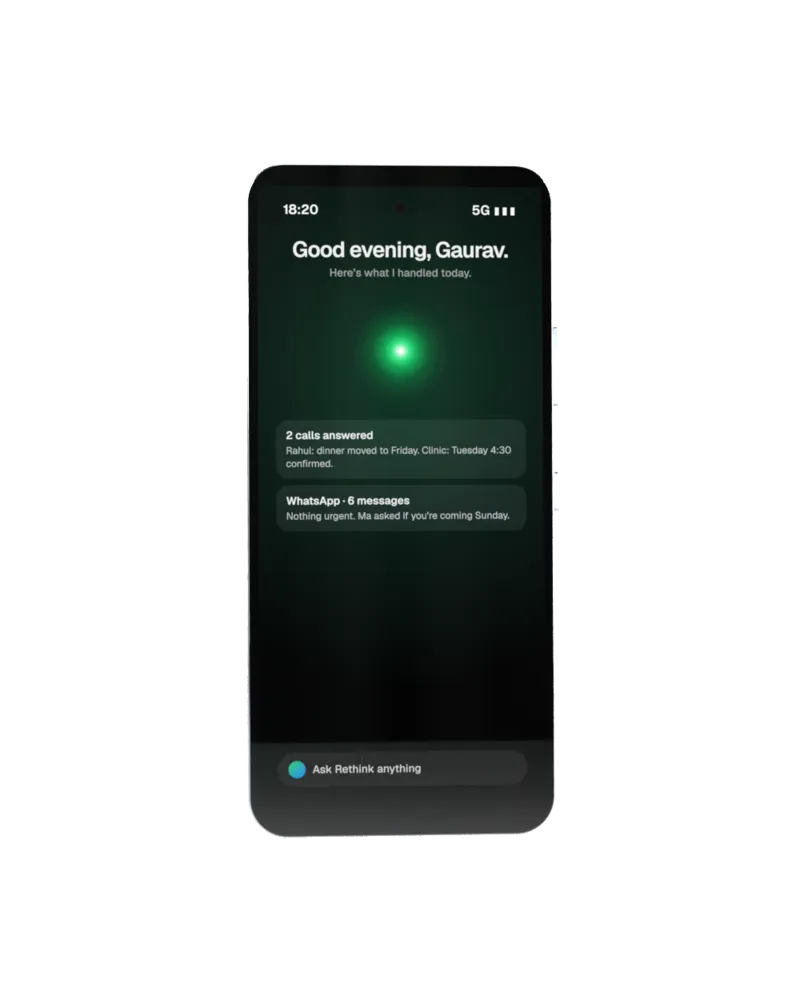 18:20
5G
Good evening, Gaurav.
Here's what I handled today.
2 calls answered
Rahul: dinner moved to Friday. Clinic: Tuesday 4:30
confirmed.
WhatsApp · 6 messages
Nothing urgent. Ma asked if you're coming Sunday.
Ask Rethink anything